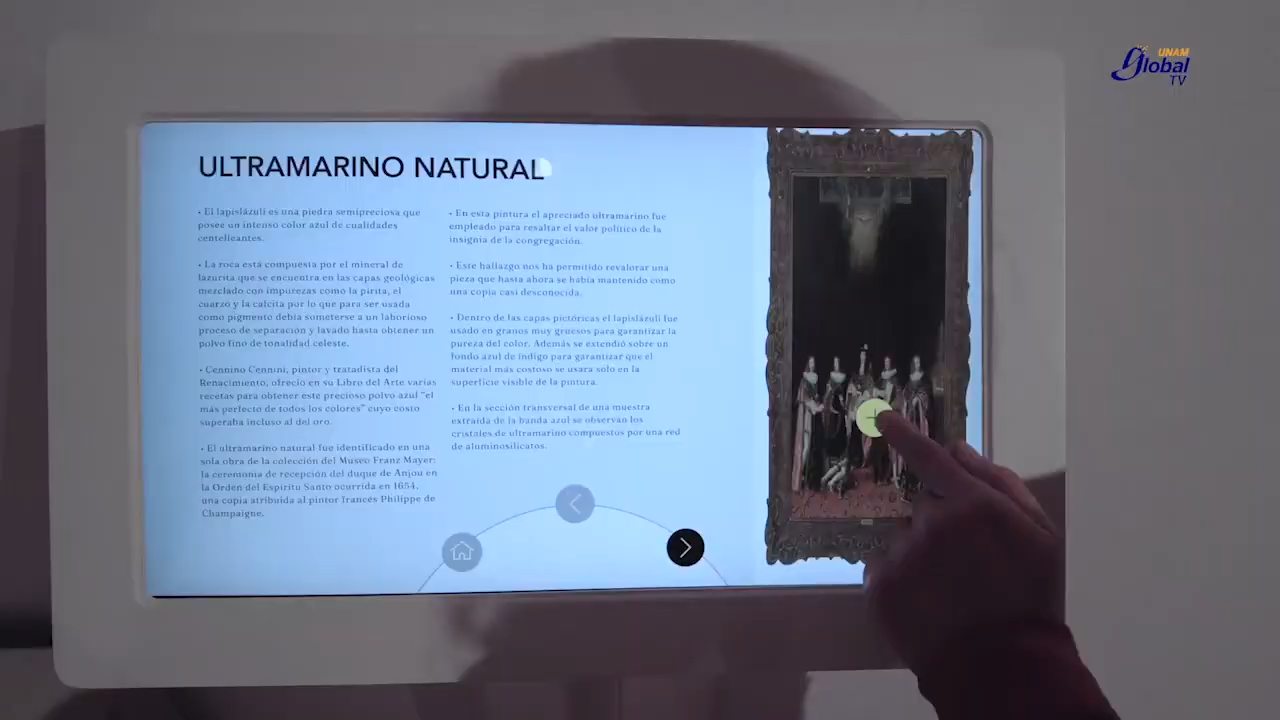 UNAM
Global
TV
ULTRAMARINO NATURAL
• El lapislázuli es una piedra semipreciosa que
posee un intenso color azul de cualidades
centelleantes.
• La roca está compuesta por el mineral de
lazurita que se encuentra en las capas geológicas
mezclado con impurezas como la pirita, el
cuarzo y la calcita por lo que para ser usada
como pigmento debía someterse a un laborioso
proceso de separación y lavado hasta obtener un
polvo fino de tonalidad celeste.
• Cennino Cennini, pintor y tratadista del
Renacimiento, ofreció en su Libro del Arte varias
recetas para obtener este precioso polvo azul "el
más perfecto de todos los colores" cuyo costo
superaba incluso al del oro.
• El ultramarino natural fue identificado en una
sola obra de la colección del Museo Franz Mayer:
la ceremonia de recepción del duque de Anjou en
la Orden del Espíritu Santo ocurrida en 1654,
una copia atribuida al pintor francés Philippe de
Champaigne.
• En esta pintura el apreciado ultramarino fue
empleado para resaltar el valor político de la
insignia de la congregación.
• Este hallazgo nos ha permitido revalorar una
pieza que hasta ahora se había mantenido como
una copia casi desconocida.
• Dentro de las capas pictóricas el lapislázuli fue
usado en granos muy gruesos para garantizar la
pureza del color. Además se extendió sobre un
fondo azul de índigo para garantizar que el
material más costoso se usara solo en la
superficie visible de la pintura.
• En la sección transversal de una muestra
extraída de la banda azul se observan los
cristales de ultramarino compuestos por una red
de aluminosilicatos.